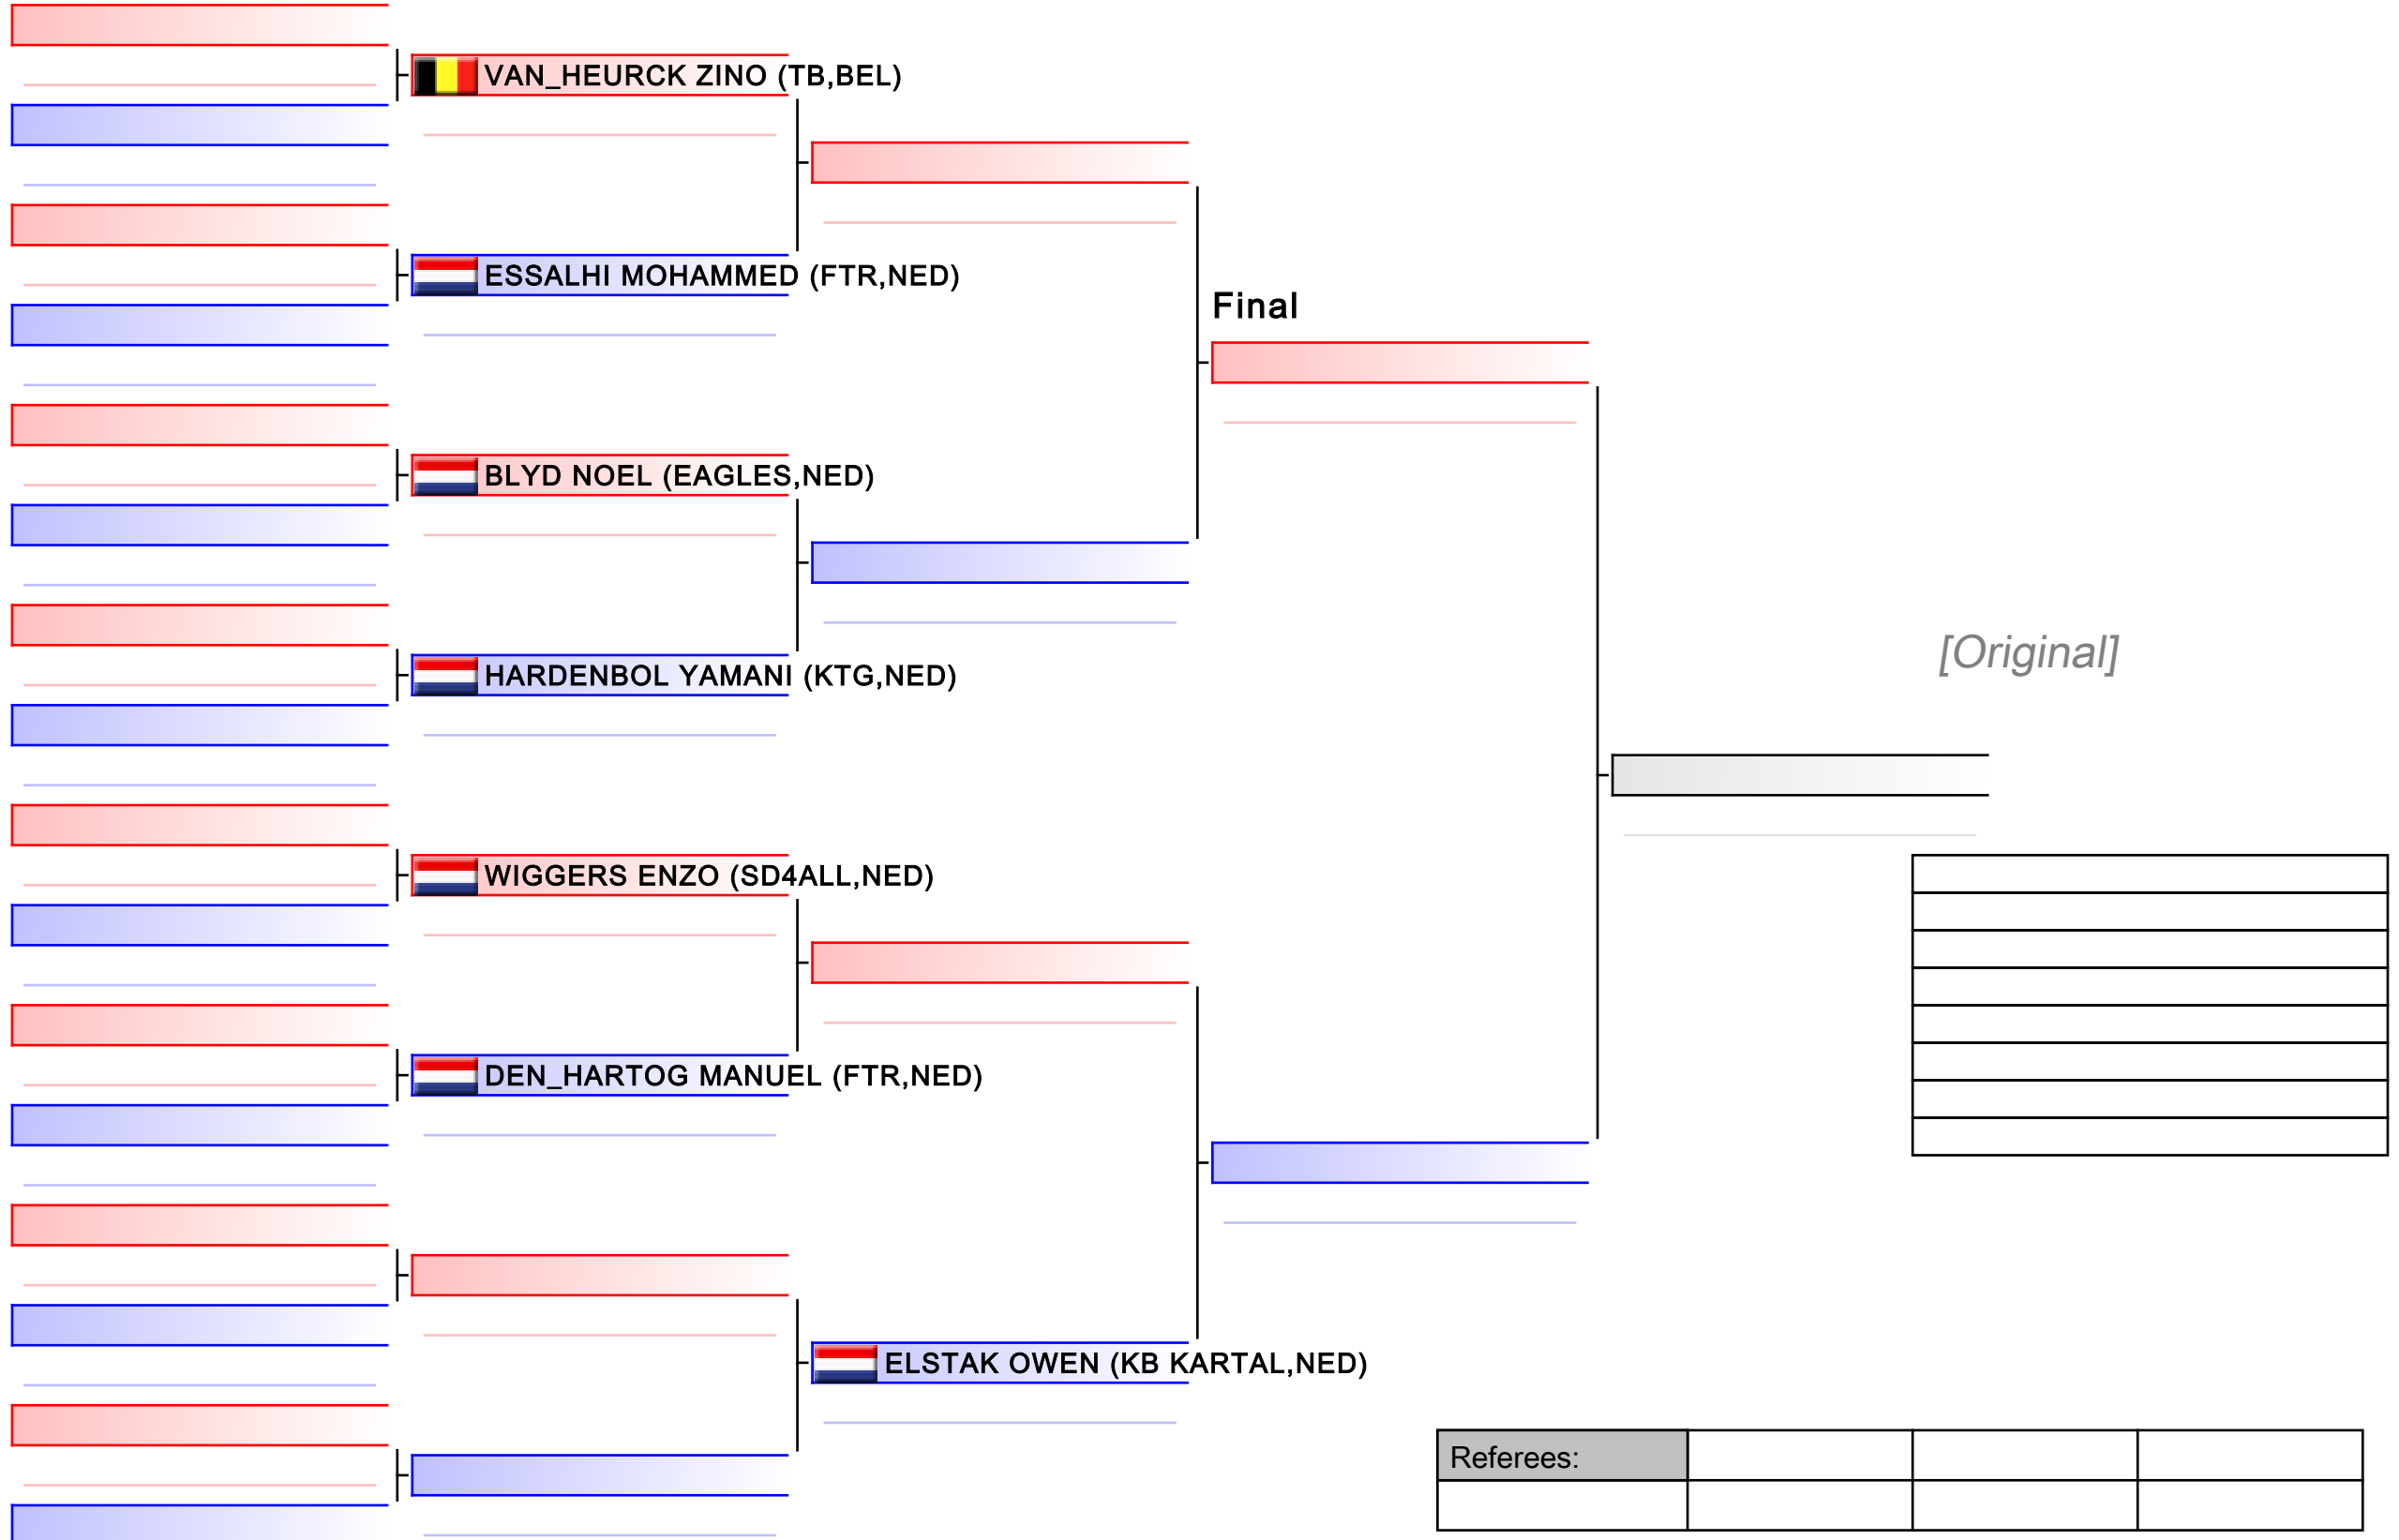 VAN_HEURCK ZINO (TB,BEL)
ESSALHI MOHAMMED (FTR,NED)
Final
BLYD NOEL (EAGLES,NED)
[Original]
HARDENBOL YAMANI (KTG,NED)
WIGGERS ENZO (SD4ALL,NED)
DEN_HARTOG MANUEL (FTR,NED)
ELSTAK OWEN (KB KARTAL,NED)
Referees: